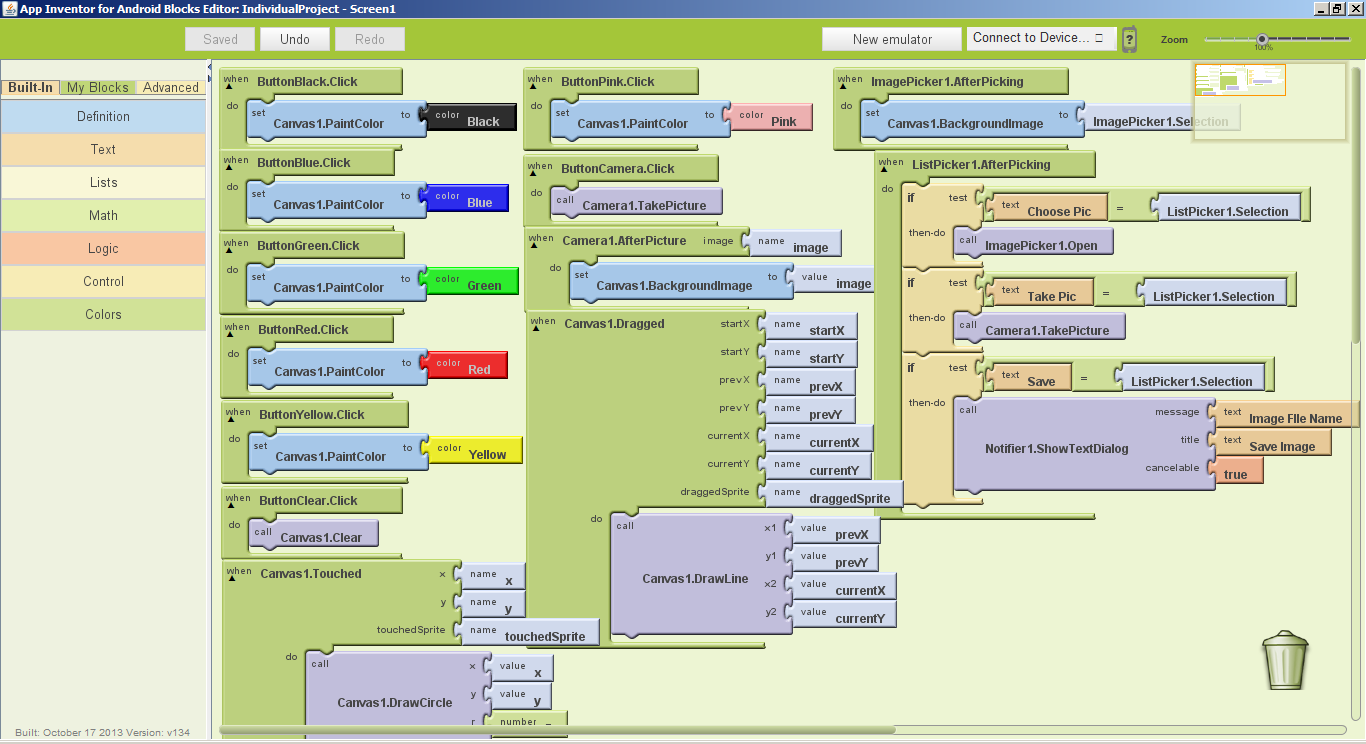 App Inventor for Android Blocks Editor: IndividualProject - Screen1
Saved Undo Redo New emulator Connect to Device... ? Zoom 100%
Built-In My Blocks Advanced
Definition
Text
Lists
Math
Logic
Control
Colors
Built: October 17 2013 Version: v134
when ButtonBlack.Click
do set Canvas1.PaintColor to color Black
when ButtonBlue.Click
do set Canvas1.PaintColor to color Blue
when ButtonGreen.Click
do set Canvas1.PaintColor to color Green
when ButtonRed.Click
do set Canvas1.PaintColor to color Red
when ButtonYellow.Click
do set Canvas1.PaintColor to color Yellow
when ButtonClear.Click
do call Canvas1.Clear
when Canvas1.Touched x name x
y name y
touchedSprite name touchedSprite
do call Canvas1.DrawCircle x value x
y value y
r number
when ButtonPink.Click
do set Canvas1.PaintColor to color Pink
when ButtonCamera.Click
do call Camera1.TakePicture
when Camera1.AfterPicture image name image
do set Canvas1.BackgroundImage to value image
when Canvas1.Dragged startX name startX
startY name startY
prevX name prevX
prevY name prevY
currentX name currentX
currentY name currentY
draggedSprite name draggedSprite
do call Canvas1.DrawLine x1 value prevX
y1 value prevY
x2 value currentX
y2 value currentY
when ImagePicker1.AfterPicking
do set Canvas1.BackgroundImage to ImagePicker1.Selection
when ListPicker1.AfterPicking
do if test text Choose Pic = ListPicker1.Selection
then-do call ImagePicker1.Open
if test text Take Pic = ListPicker1.Selection
then-do call Camera1.TakePicture
if test text Save = ListPicker1.Selection
then-do call Notifier1.ShowTextDialog message text Image File Name
title text Save Image
cancelable true